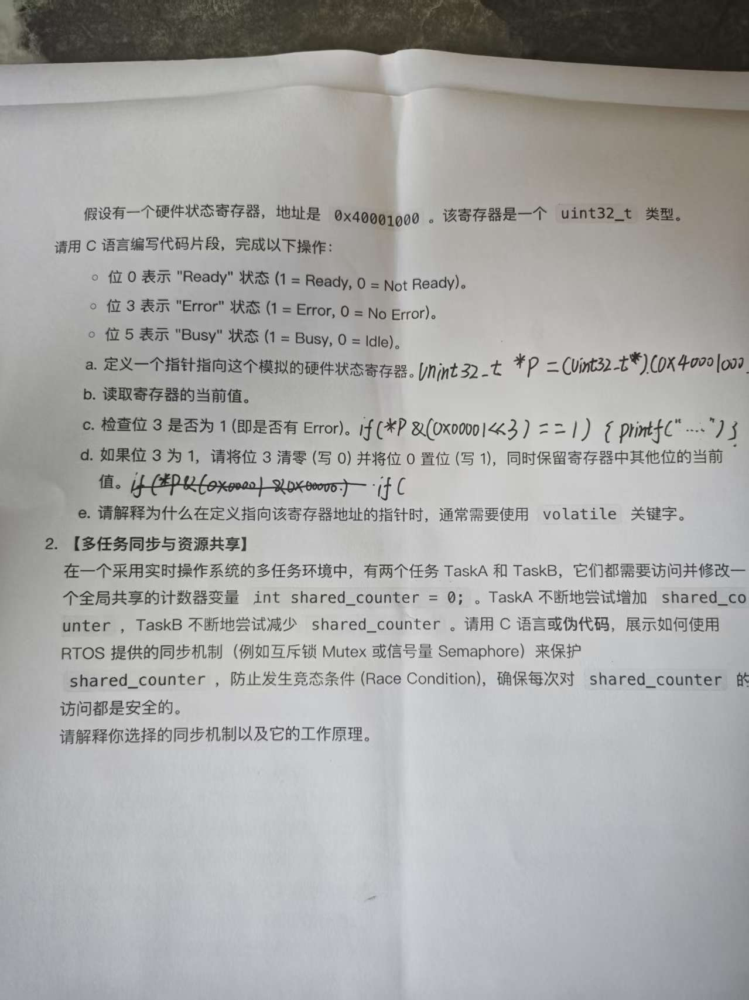 假设有一个硬件状态寄存器，地址是 0x40001000 。该寄存器是一个 uint32_t 类型。
请用 C 语言编写代码片段，完成以下操作：
○ 位 0 表示 "Ready" 状态 (1 = Ready, 0 = Not Ready)。
○ 位 3 表示 "Error" 状态 (1 = Error, 0 = No Error)。
○ 位 5 表示 "Busy" 状态 (1 = Busy, 0 = Idle)。
a. 定义一个指针指向这个模拟的硬件状态寄存器。Unint32_t *P = (Uint32_t*).(0X40001000
b. 读取寄存器的当前值。
c. 检查位 3 是否为 1 (即是否有 Error)。if(*P &(0x00001<<3) ==1) { printf("....") }
d. 如果位 3 为 1，请将位 3 清零 (写 0) 并将位 0 置位 (写 1)，同时保留寄存器中其他位的当前
值。if (*P & (0x00001 &0x00000.) if (
e. 请解释为什么在定义指向该寄存器地址的指针时，通常需要使用 volatile 关键字。
2. 【多任务同步与资源共享】
在一个采用实时操作系统的多任务环境中，有两个任务 TaskA 和 TaskB，它们都需要访问并修改一
个全局共享的计数器变量 int shared_counter = 0; 。TaskA 不断地尝试增加 shared_co
unter ，TaskB 不断地尝试减少 shared_counter 。请用 C 语言或伪代码，展示如何使用
RTOS 提供的同步机制（例如互斥锁 Mutex 或信号量 Semaphore）来保护
shared_counter ，防止发生竞态条件 (Race Condition)，确保每次对 shared_counter 的
访问都是安全的。
请解释你选择的同步机制以及它的工作原理。